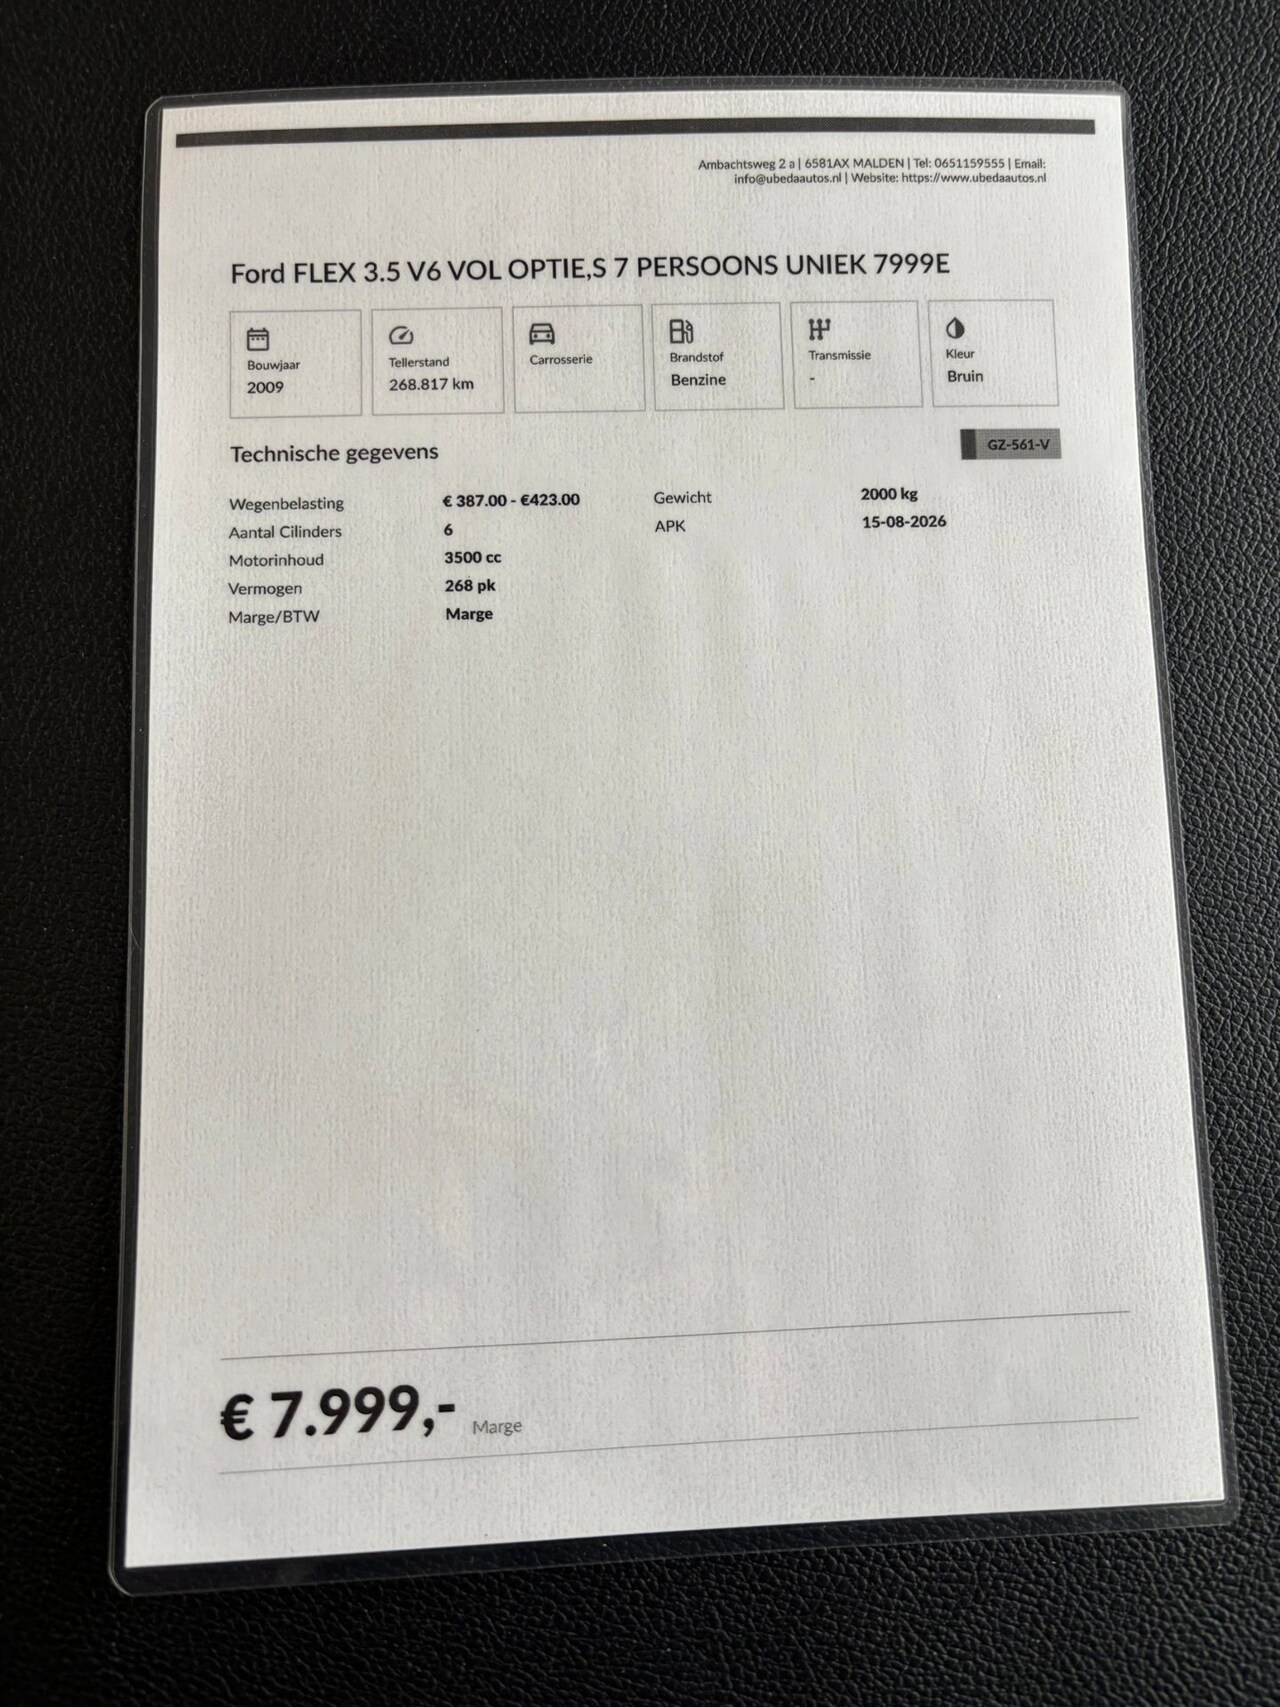 Ambachtsweg 2 a | 6581AX MALDEN | Tel: 0651159555 | Email:
info@ubedaautos.nl | Website: https://www.ubedaautos.nl
Ford FLEX 3.5 V6 VOL OPTIE,S 7 PERSOONS UNIEK 7999E
Bouwjaar
2009
Tellerstand
268.817 km
Carrosserie
Brandstof
Benzine
Transmissie
-
Kleur
Bruin
Technische gegevens
GZ-561-V
Wegenbelasting € 387.00 - €423.00
Aantal Cilinders 6
Motorinhoud 3500 cc
Vermogen 268 pk
Marge/BTW Marge
Gewicht 2000 kg
APK 15-08-2026
€ 7.999,- Marge